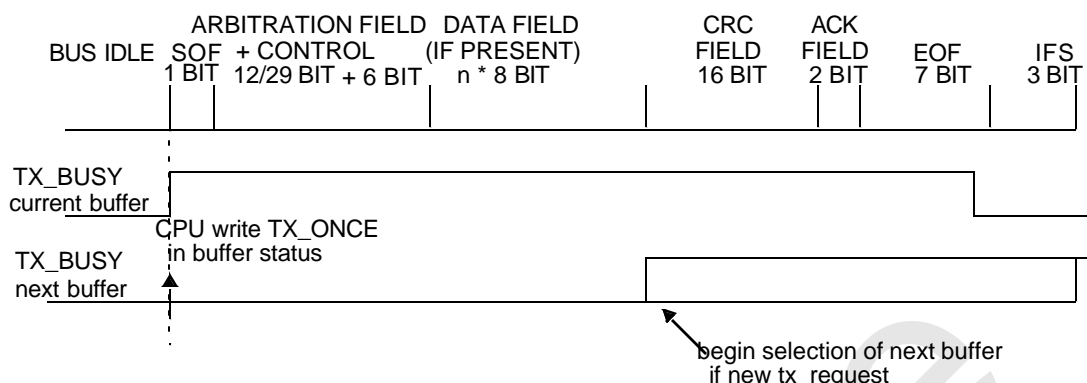 ARBITRATION FIELD DATA FIELD CRC ACK
BUS IDLE SOF + CONTROL (IF PRESENT) FIELD FIELD EOF IFS
1 BIT 12/29 BIT + 6 BIT n * 8 BIT 16 BIT 2 BIT 7 BIT 3 BIT
TX_BUSY
current buffer
CPU write TX_ONCE
in buffer status
TX_BUSY
next buffer
begin selection of next buffer
if new tx_request